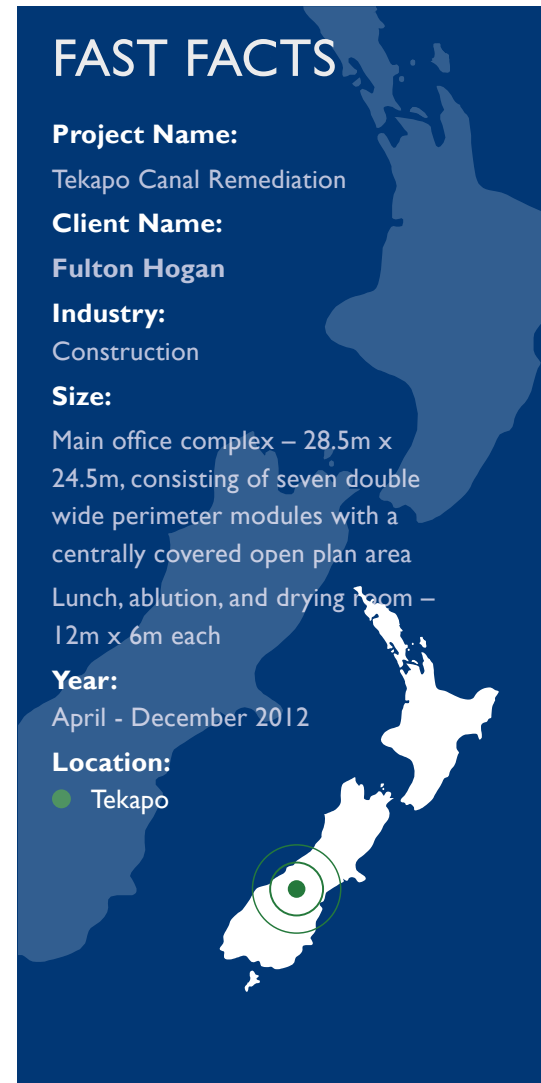 FAST FACTS
Project Name:
Tekapo Canal Remediation
Client Name:
Fulton Hogan
Industry:
Construction
Size:
Main office complex – 28.5m x
24.5m, consisting of seven double
wide perimeter modules with a
centrally covered open plan area
Lunch, ablution, and drying room –
12m x 6m each
Year:
April - December 2012
Location:
Tekapo